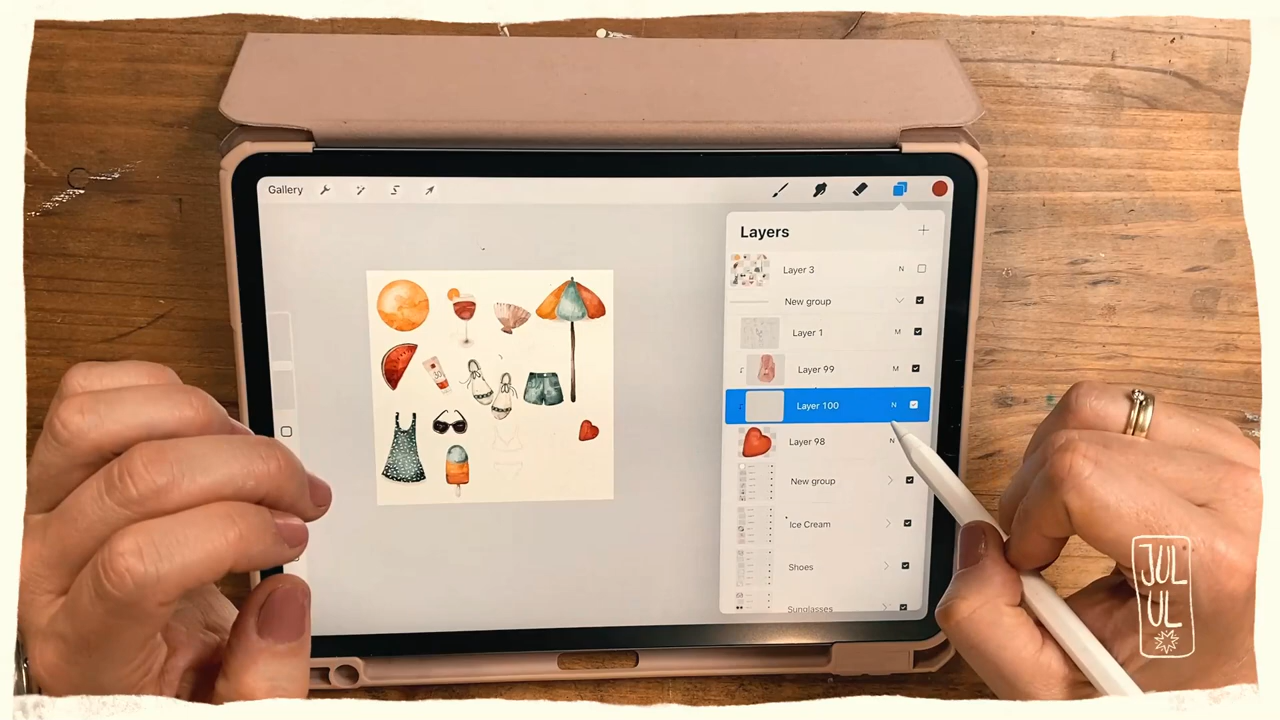 Gallery
Layers
Layer 3 N
New group
Layer 1 M
Layer 99 M
Layer 100 N
Layer 98 N
New group
Ice Cream
Shoes
Sunglasses
30
JUL
UL